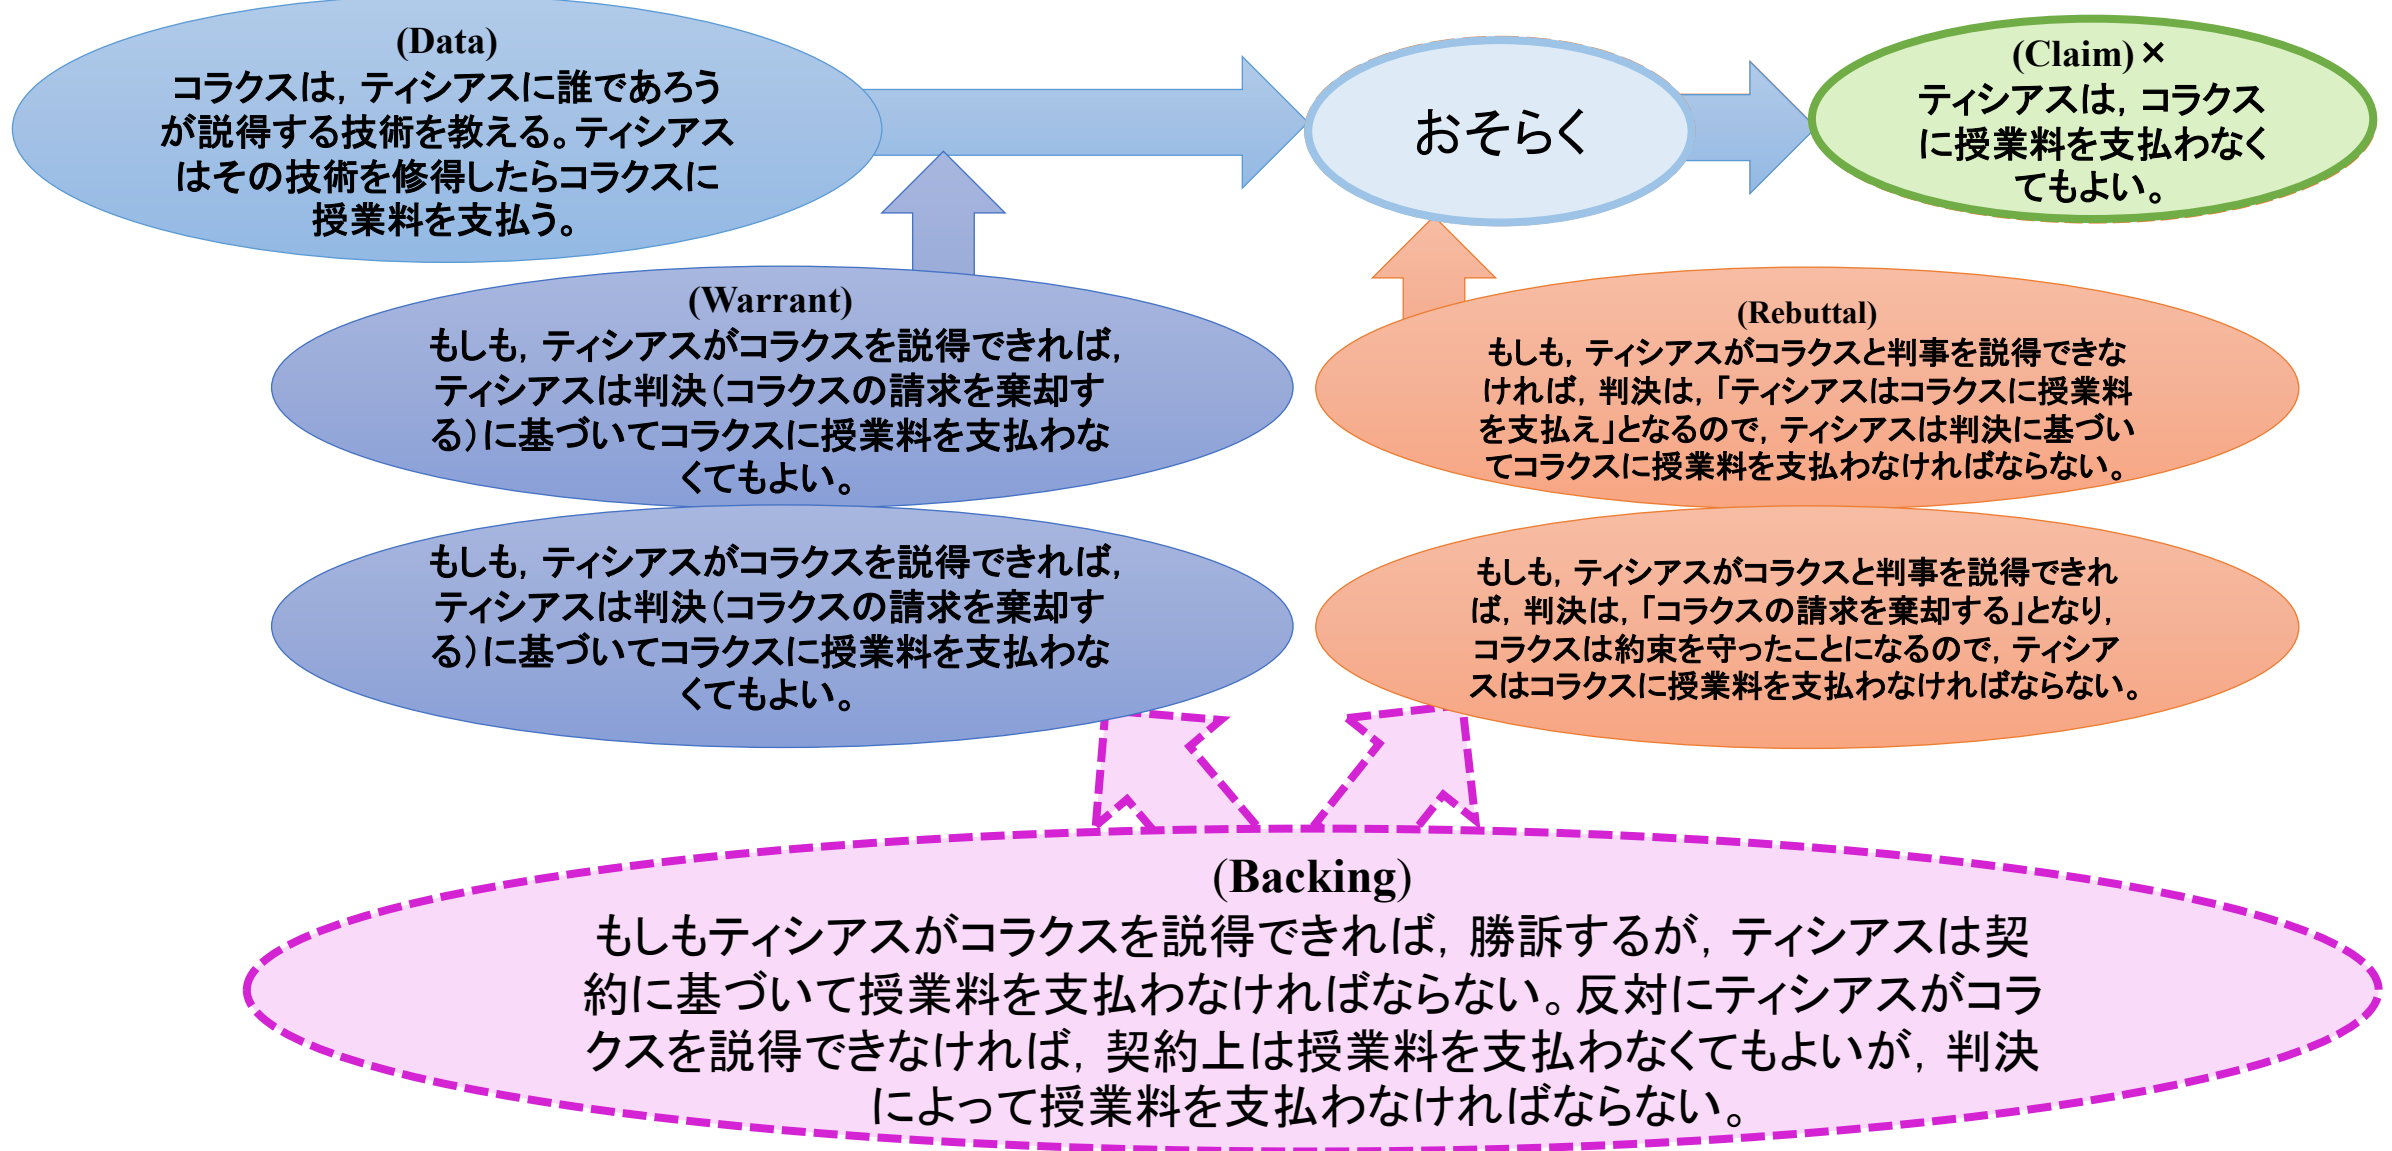 (Data)
コラクスは，ティシアスに誰であろう
が説得する技術を教える。ティシアス
はその技術を修得したらコラクスに
授業料を支払う。
おそらく
(Claim)×
ティシアスは，コラクス
に授業料を支払わなく
てもよい。
(Warrant)
もしも，ティシアスがコラクスを説得できれば，
ティシアスは判決（コラクスの請求を棄却す
る）に基づいてコラクスに授業料を支払わな
くてもよい。
(Rebuttal)
もしも，ティシアスがコラクスと判事を説得できな
ければ，判決は，「ティシアスはコラクスに授業料
を支払え」となるので，ティシアスは判決に基づい
てコラクスに授業料を支払わなければならない。
もしも，ティシアスがコラクスを説得できれば，
ティシアスは判決（コラクスの請求を棄却す
る）に基づいてコラクスに授業料を支払わな
くてもよい。
もしも，ティシアスがコラクスと判事を説得できれ
ば，判決は，「コラクスの請求を棄却する」となり，
コラクスは約束を守ったことになるので，ティシア
スはコラクスに授業料を支払わなければならない。
(Backing)
もしもティシアスがコラクスを説得できれば，勝訴するが，ティシアスは契
約に基づいて授業料を支払わなければならない。反対にティシアスがコラ
クスを説得できなければ，契約上は授業料を支払わなくてもよいが，判決
によって授業料を支払わなければならない。